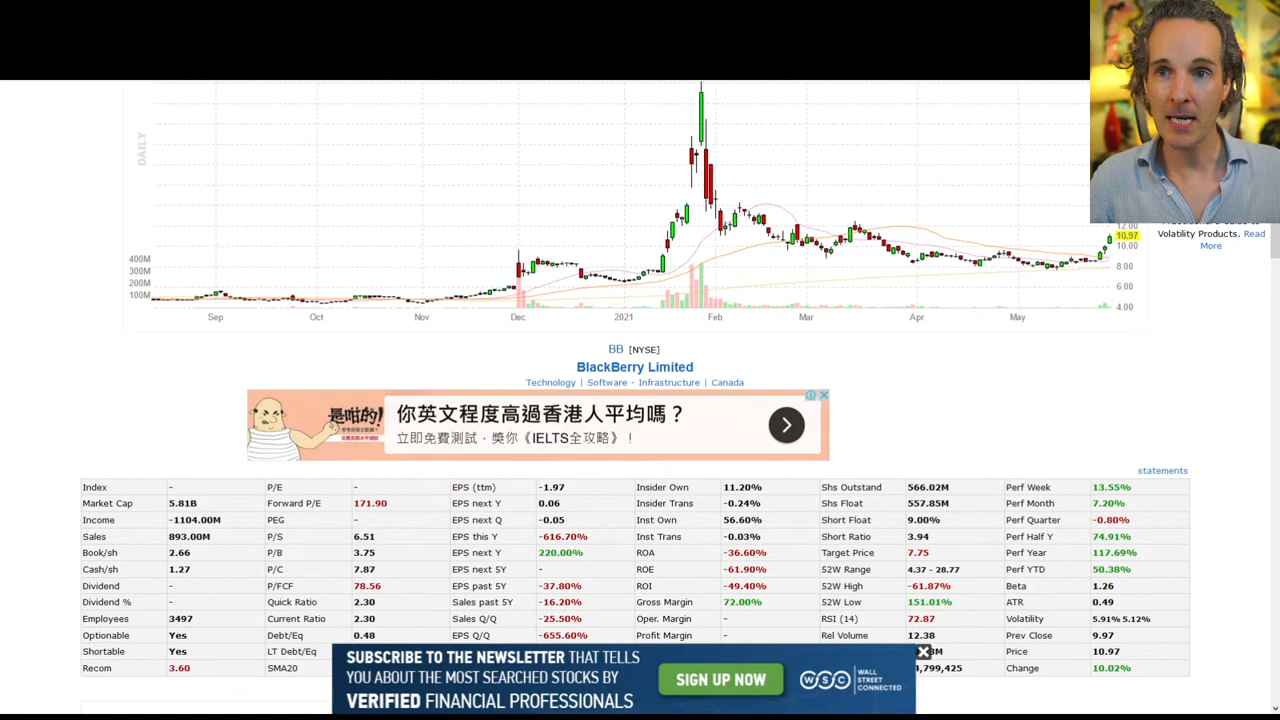 DAILY
400M
300M
200M
100M
12.00
10.97
10.00
8.00
6.00
4.00
Sep Oct Nov Dec 2021 Feb Mar Apr May
Volatility Products. Read
More
BB [NYSE]
BlackBerry Limited
Technology | Software - Infrastructure | Canada
是咁的!
你英文程度高過香港人平均嗎？
立即免費測試，獎你《IELTS全攻略》！
statements
Index - P/E - EPS (ttm) -1.97 Insider Own 11.20% Shs Outstand 566.02M Perf Week 13.55%
Market Cap 5.81B Forward P/E 171.90 EPS next Y 0.06 Insider Trans -0.24% Shs Float 557.85M Perf Month 7.20%
Income -1104.00M PEG - EPS next Q -0.05 Inst Own 56.60% Short Float 9.00% Perf Quarter -0.80%
Sales 893.00M P/S 6.51 EPS this Y -616.70% Inst Trans -0.03% Short Ratio 3.94 Perf Half Y 74.91%
Book/sh 2.66 P/B 3.75 EPS next Y 220.00% ROA -36.60% Target Price 7.75 Perf Year 117.69%
Cash/sh 1.27 P/C 7.87 EPS next 5Y - ROE -61.90% 52W Range 4.37 - 28.77 Perf YTD 50.38%
Dividend - P/FCF 78.56 EPS past 5Y -37.80% ROI -49.40% 52W High -61.87% Beta 1.26
Dividend % - Quick Ratio 2.30 Sales past 5Y -16.20% Gross Margin 72.00% 52W Low 151.01% ATR 0.49
Employees 3497 Current Ratio 2.30 Sales Q/Q -25.50% Oper. Margin - RSI (14) 72.87 Volatility 5.91% 5.12%
Optionable Yes Debt/Eq 0.48 EPS Q/Q -655.60% Profit Margin - Rel Volume 12.38 Prev Close 9.97
Shortable Yes LT Debt/Eq Price 10.97
Recom 3.60 SMA20 4,799,425 Change 10.02%
SUBSCRIBE TO THE NEWSLETTER THAT TELLS
YOU ABOUT THE MOST SEARCHED STOCKS BY
VERIFIED FINANCIAL PROFESSIONALS
SIGN UP NOW
WSC
WALL
STREET
CONNECTED